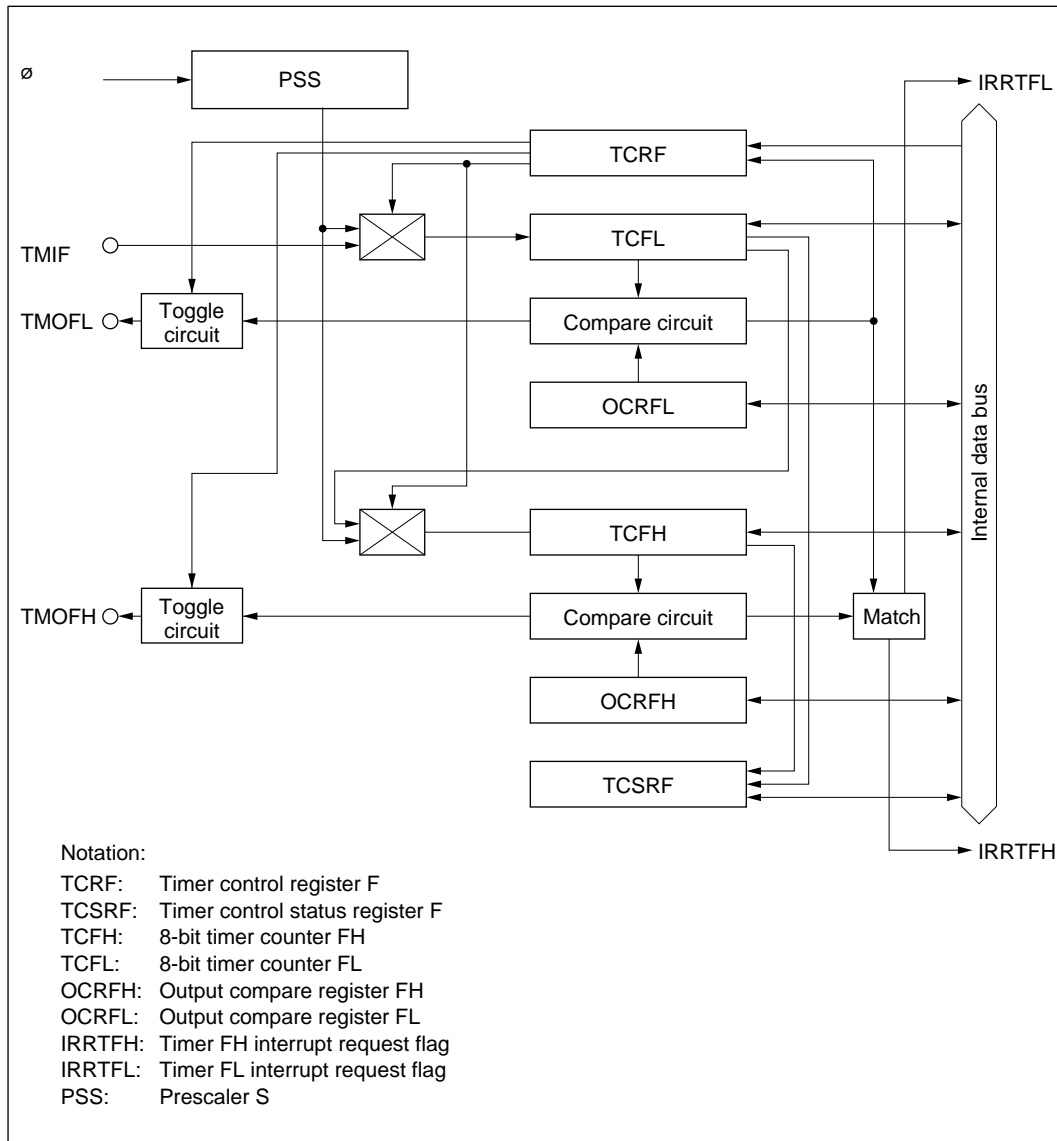 ø
PSS
IRRTFL
TCRF
TMIF
TCFL
TMOFL
Toggle
circuit
Compare circuit
OCRFL
Internal data bus
TCFH
TMOFH
Toggle
circuit
Compare circuit
Match
OCRFH
TCSRF
IRRTFH
Notation:
TCRF: Timer control register F
TCSRF: Timer control status register F
TCFH: 8-bit timer counter FH
TCFL: 8-bit timer counter FL
OCRFH: Output compare register FH
OCRFL: Output compare register FL
IRRTFH: Timer FH interrupt request flag
IRRTFL: Timer FL interrupt request flag
PSS: Prescaler S